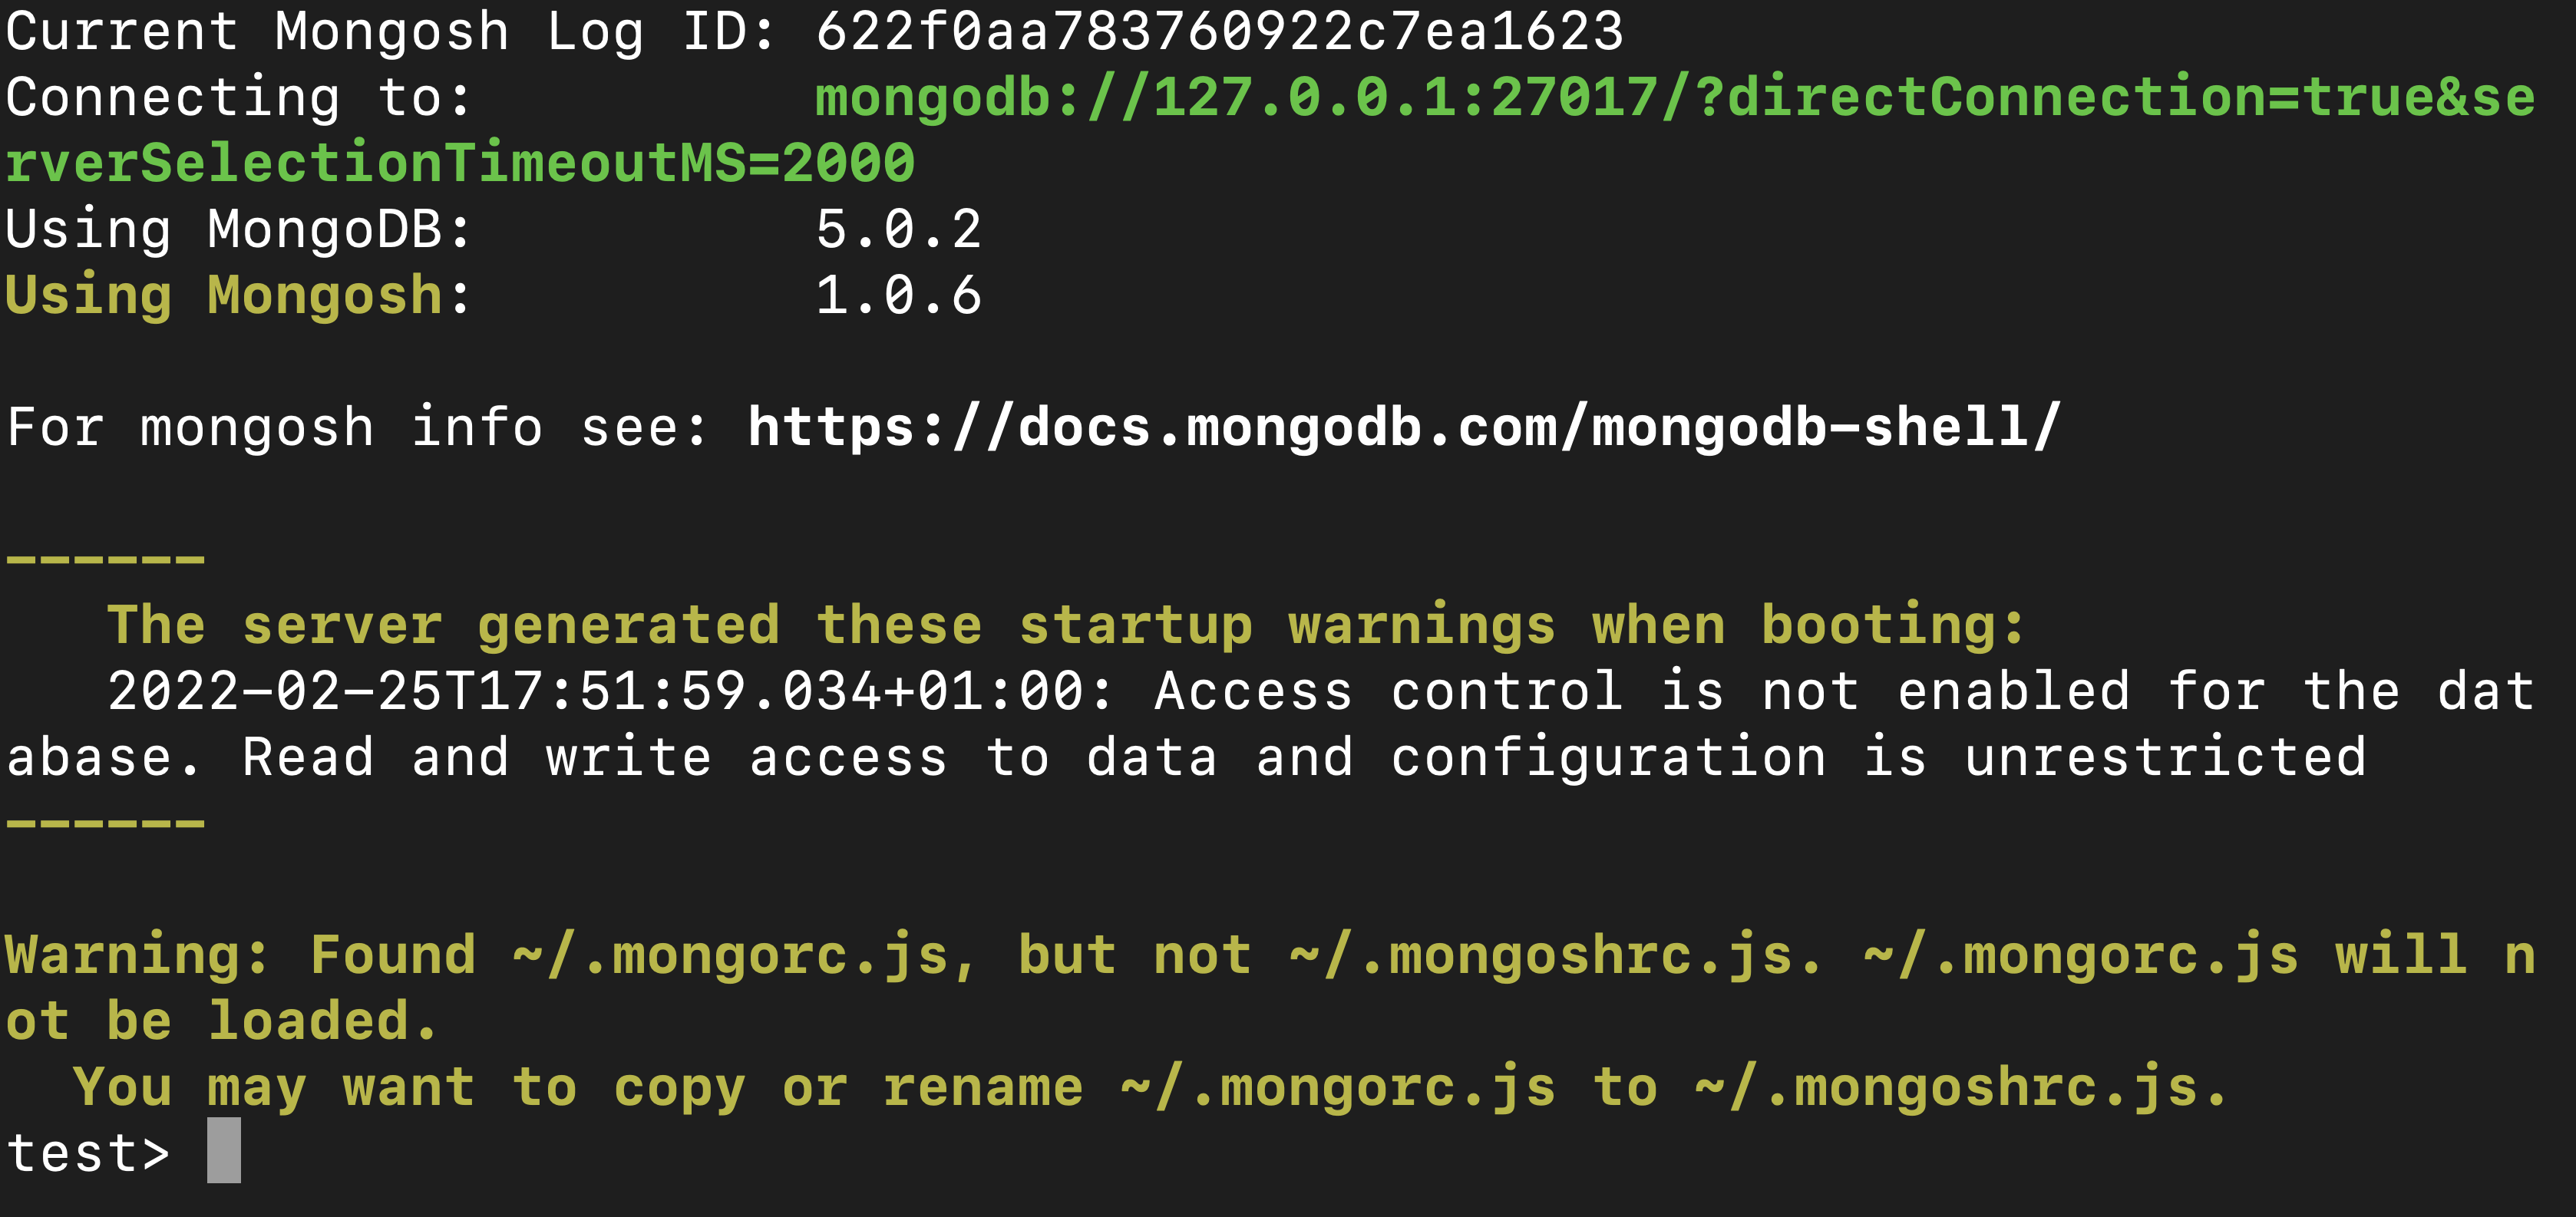 Current Mongosh Log ID: 622f0aa783760922c7ea1623
Connecting to:          mongodb://127.0.0.1:27017/?directConnection=true&se
rverSelectionTimeoutMS=2000
Using MongoDB:          5.0.2
Using Mongosh:          1.0.6
For mongosh info see: https://docs.mongodb.com/mongodb-shell/
------
   The server generated these startup warnings when booting:
   2022-02-25T17:51:59.034+01:00: Access control is not enabled for the dat
abase. Read and write access to data and configuration is unrestricted
------
Warning: Found ~/.mongorc.js, but not ~/.mongoshrc.js. ~/.mongorc.js will n
ot be loaded.
  You may want to copy or rename ~/.mongorc.js to ~/.mongoshrc.js.
test>